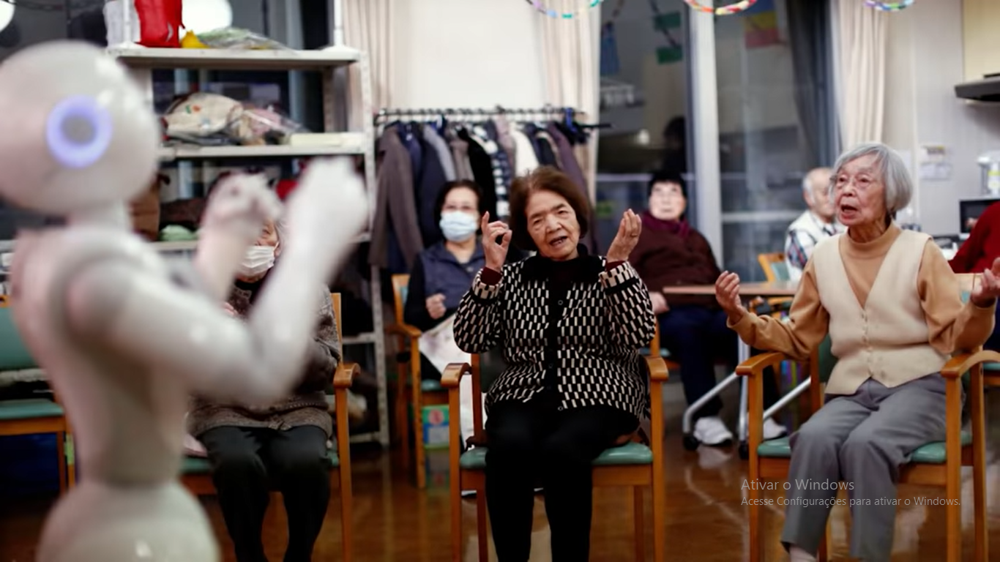 Ativar o Windows
Acesse Configurações para ativar o Windows.